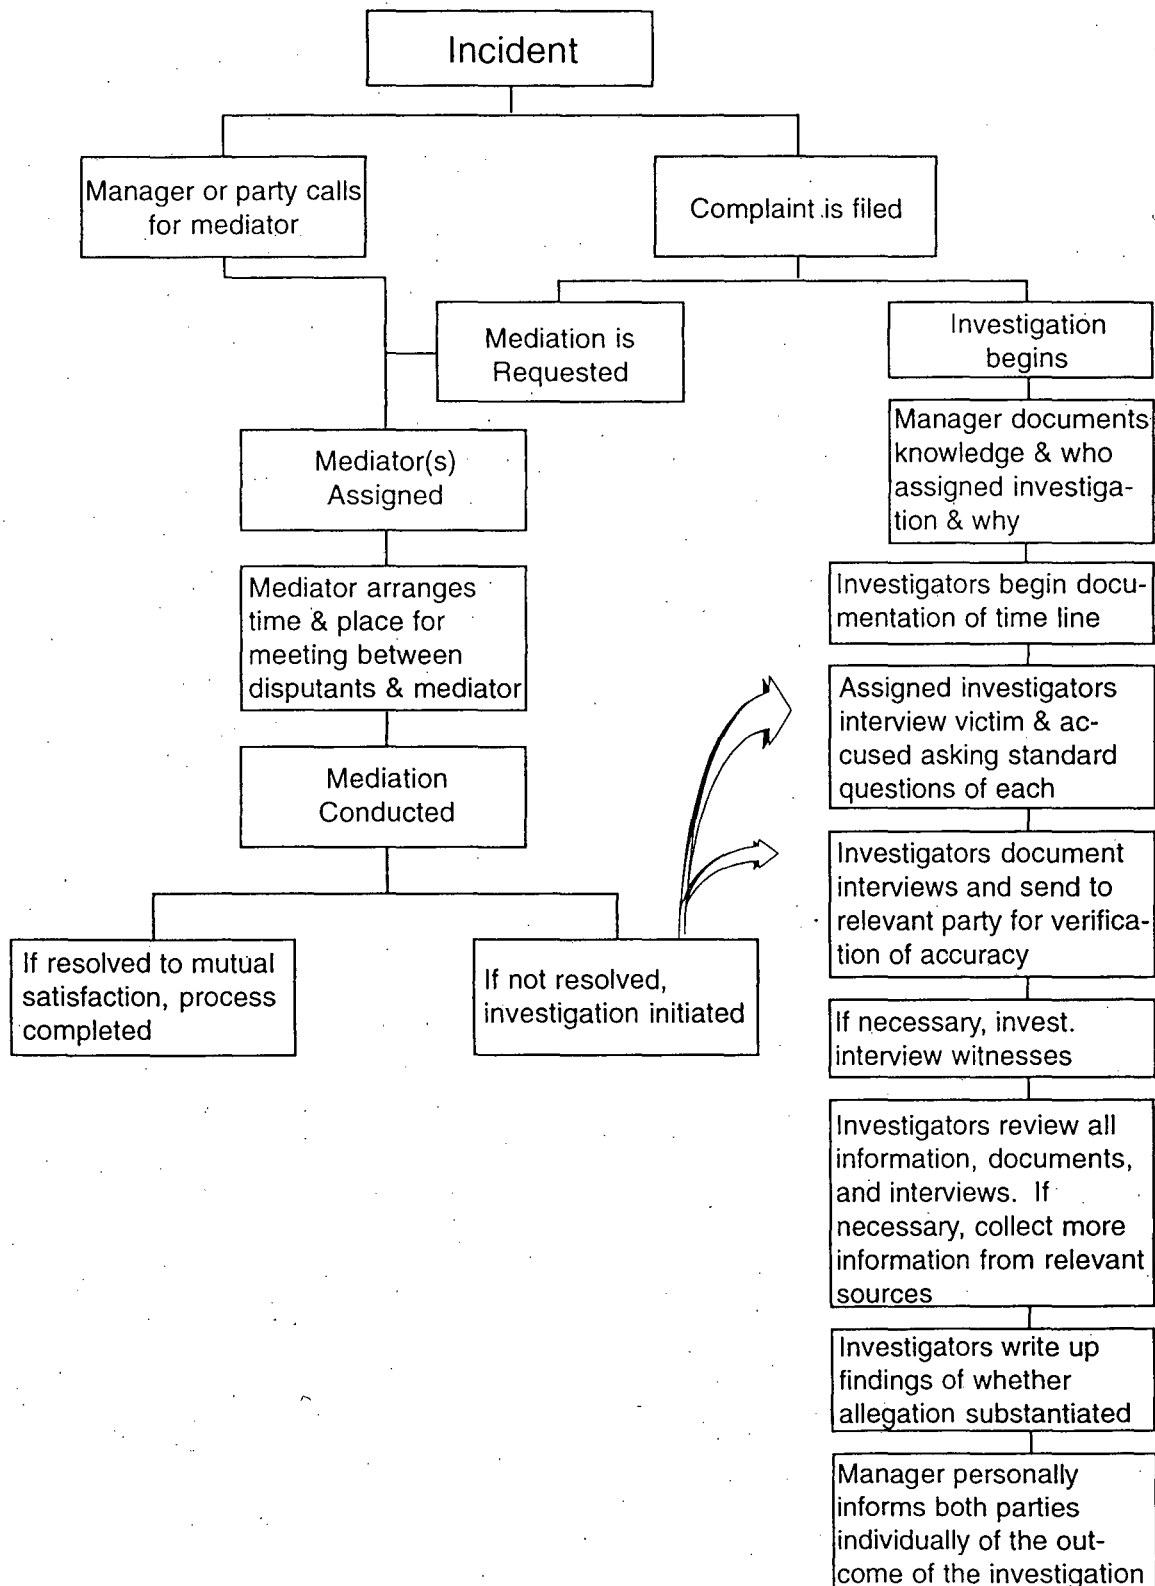 Incident
Manager or party calls
for mediator
Complaint is filed
Mediation is
Requested
Investigation
begins
Manager documents
knowledge & who
assigned investiga-
tion & why
Mediator(s)
Assigned
Investigators begin docu-
mentation of time line
Mediator arranges
time & place for
meeting between
disputants & mediator
Assigned investigators
interview victim & ac-
cused asking standard
questions of each
Mediation
Conducted
Investigators document
interviews and send to
relevant party for verifica-
tion of accuracy
If resolved to mutual
satisfaction, process
completed
If not resolved,
investigation initiated
If necessary, invest.
interview witnesses
Investigators review all
information, documents,
and interviews. If
necessary, collect more
information from relevant
sources
Investigators write up
findings of whether
allegation substantiated
Manager personally
informs both parties
individually of the out-
come of the investigation